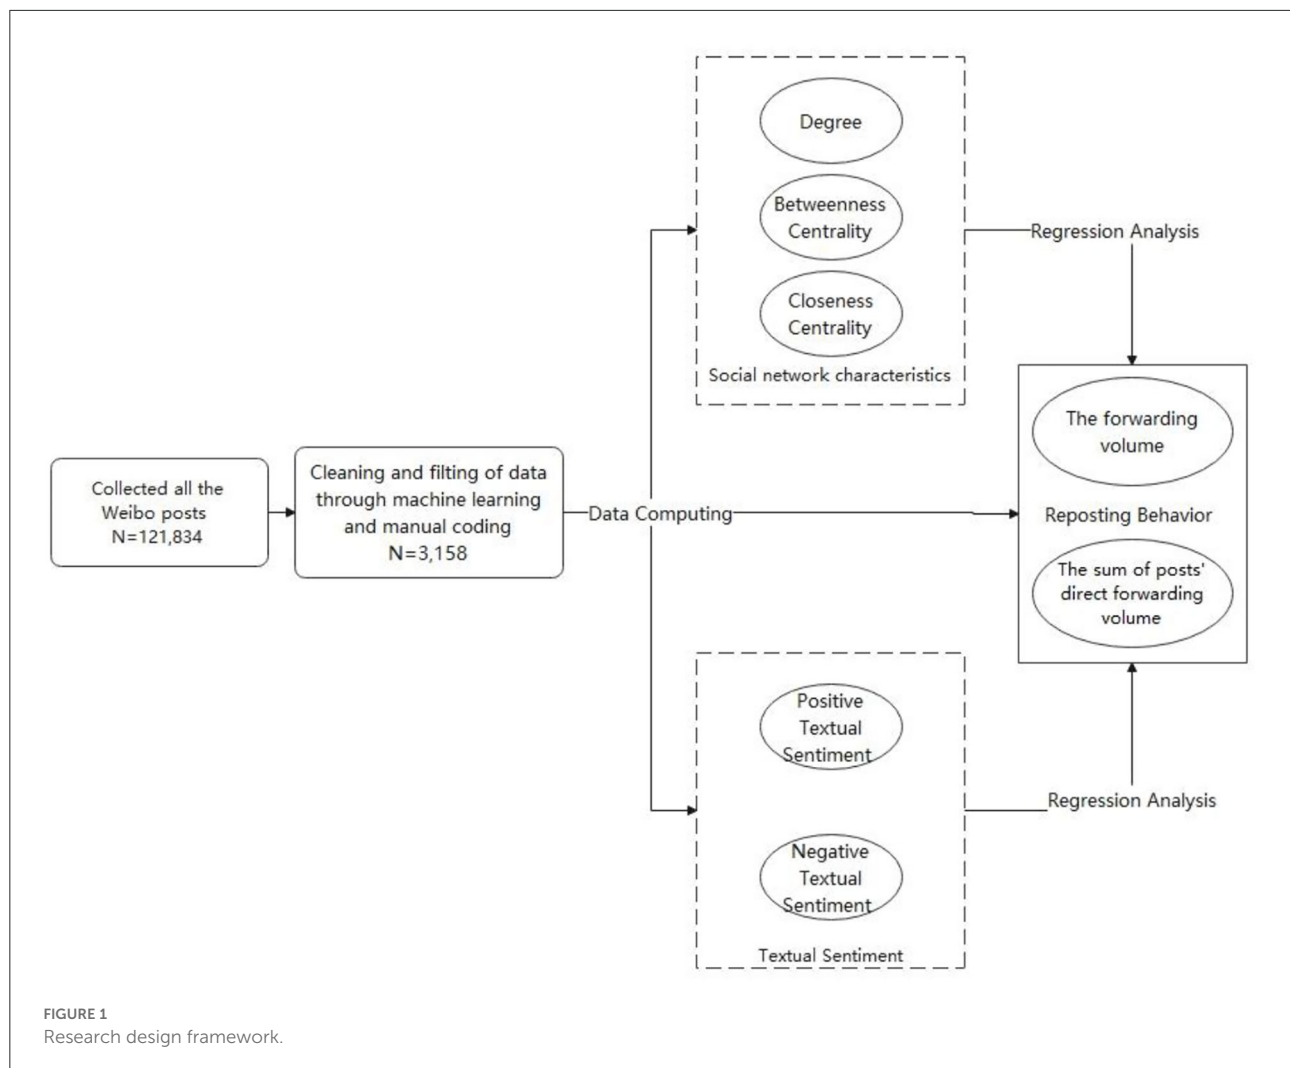 Degree
Betweenness
Centrality
Closeness
Centrality
Social network characteristics
Regression Analysis
Collected all the
Weibo posts
N=121,834
Cleaning and filting of data
through machine learning
and manual coding
N=3,158
Data Computing
The forwarding
volume
Reposting Behavior
The sum of posts'
direct forwarding
volume
Positive
Textual
Sentiment
Negative
Textual
Sentiment
Textual Sentiment
Regression Analysis
FIGURE 1
Research design framework.